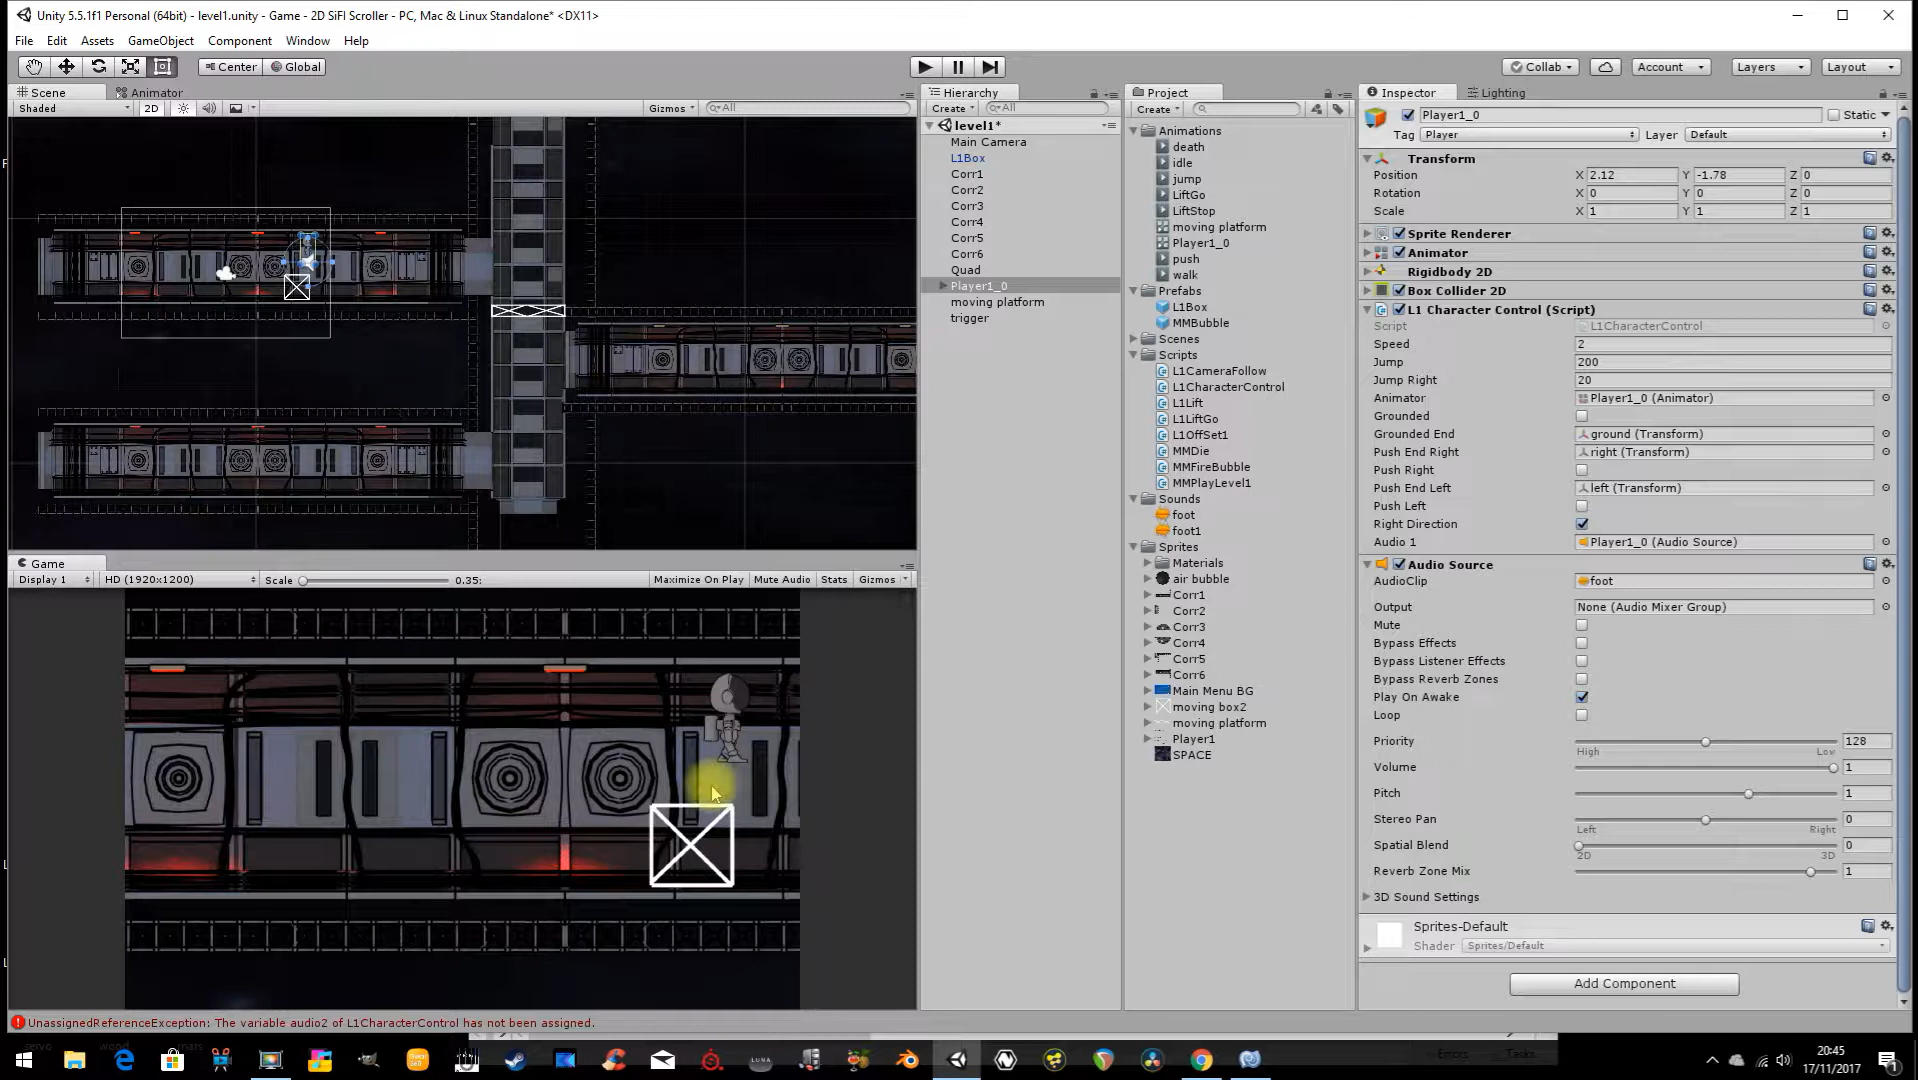 Unity 5.5.1f1 Personal (64bit) - level1.unity - Game - 2D SiFI Scroller - PC, Mac & Linux Standalone* <DX11>
File Edit Assets GameObject Component Window Help
Center Global
Collab Account Layers Layout
Scene Animator
Shaded 2D Gizmos All
Hierarchy
Create All
level1*
Main Camera
L1Box
Corr1
Corr2
Corr3
Corr4
Corr5
Corr6
Quad
Player1_0
moving platform
trigger
Project
Create
Animations
death
idle
jump
LiftGo
LiftStop
moving platform
Player1_0
push
walk
Prefabs
L1Box
MMBubble
Scenes
Scripts
L1CameraFollow
L1CharacterControl
L1Lift
L1LiftGo
L1OffSet1
MMDie
MMFireBubble
MMPlayLevel1
Sounds
foot
foot1
Sprites
Materials
air bubble
Corr1
Corr2
Corr3
Corr4
Corr5
Corr6
Main Menu BG
moving box2
moving platform
Player1
SPACE
Inspector Lighting
Player1_0 Static
Tag Player Layer Default
Transform
Position X 2.12 Y -1.78 Z 0
Rotation X 0 Y 0 Z 0
Scale X 1 Y 1 Z 1
Sprite Renderer
Animator
Rigidbody 2D
Box Collider 2D
L1 Character Control (Script)
Script L1CharacterControl
Speed 2
Jump 200
Jump Right 20
Animator Player1_0 (Animator)
Grounded
Grounded End ground (Transform)
Push End Right right (Transform)
Push Right
Push End Left left (Transform)
Push Left
Right Direction
Audio 1 Player1_0 (Audio Source)
Audio Source
AudioClip foot
Output None (Audio Mixer Group)
Mute
Bypass Effects
Bypass Listener Effects
Bypass Reverb Zones
Play On Awake
Loop
Priority 128
High Low
Volume 1
Pitch 1
Stereo Pan 0
Left Right
Spatial Blend 0
2D 3D
Reverb Zone Mix 1
3D Sound Settings
Sprites-Default
Shader Sprites/Default
Add Component
Game
Display 1 HD (1920x1200) Scale 0.35: Maximize On Play Mute Audio Stats Gizmos
UnassignedReferenceException: The variable audio2 of L1CharacterControl has not been assigned.
Errors Tasks
LUNA
20:45
17/11/2017